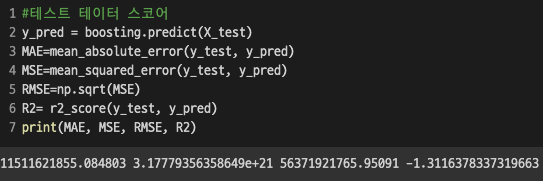 1 #테스트 테이터 스코어
2 y_pred = boosting.predict(X_test)
3 MAE=mean_absolute_error(y_test, y_pred)
4 MSE=mean_squared_error(y_test, y_pred)
5 RMSE=np.sqrt(MSE)
6 R2= r2_score(y_test, y_pred)
7 print(MAE, MSE, RMSE, R2)
11511621855.084803 3.17779356358649e+21 56371921765.95091 -1.3116378337319663